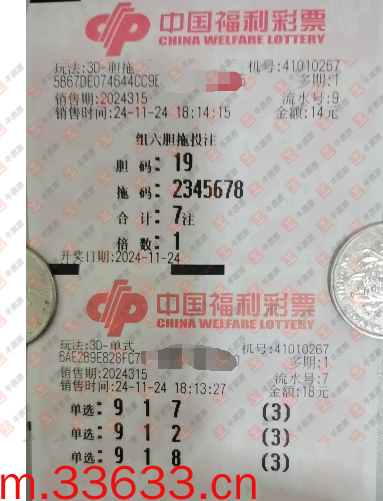 中国福利彩票
CHINA WELFARE LOTTERY
玩法:3D-胆拖 机号:41010267
5B67DE074644CC9E 多期:1
销售期:2024315 流水号:9
销售时间:24-11-24 18:14:15 金额:14元
组六胆拖投注
胆 码: 19
拖 码: 2345678
合 计: 7注
倍 数: 1
开奖日期:2024-11-24
中国福利彩票
CHINA WELFARE LOTTERY
玩法:3D-单式 机号:41010267
6AE2B9E828FC7 多期:1
销售期:2024315 流水号:7
销售时间:24-11-24 18:13:27 金额:18元
单选: 9 1 7 (3)
单选: 9 1 2 (3)
单选: 9 1 8 (3)
m.33633.cn